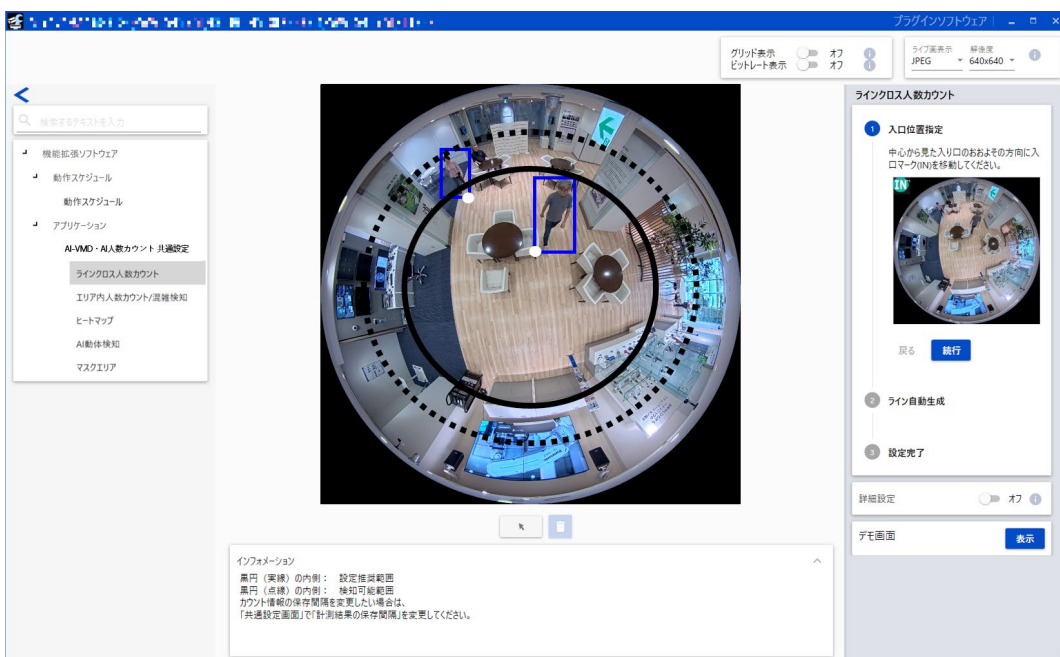 プラグインソフトウェア
グリッド表示 オフ
ビットレート表示 オフ
ライブ画表示 解像度
JPEG 640x640
検索するテキストを入力
機能拡張ソフトウェア
動作スケジュール
動作スケジュール
アプリケーション
AI-VMD・AI人数カウント 共通設定
ラインクロス人数カウント
エリア内人数カウント/混雑検知
ヒートマップ
AI動体検知
マスクエリア
インフォメーション
黒円（実線）の内側： 設定推奨範囲
黒円（点線）の内側： 検知可能範囲
カウント情報の保存間隔を変更したい場合は、
「共通設定画面」で「計測結果の保存間隔」を変更してください。
ラインクロス人数カウント
1 入口位置指定
中心から見た入り口のおおよその方向に入
口マーク(IN)を移動してください。
IN
戻る 続行
2 ライン自動生成
3 設定完了
詳細設定 オフ
デモ画面 表示